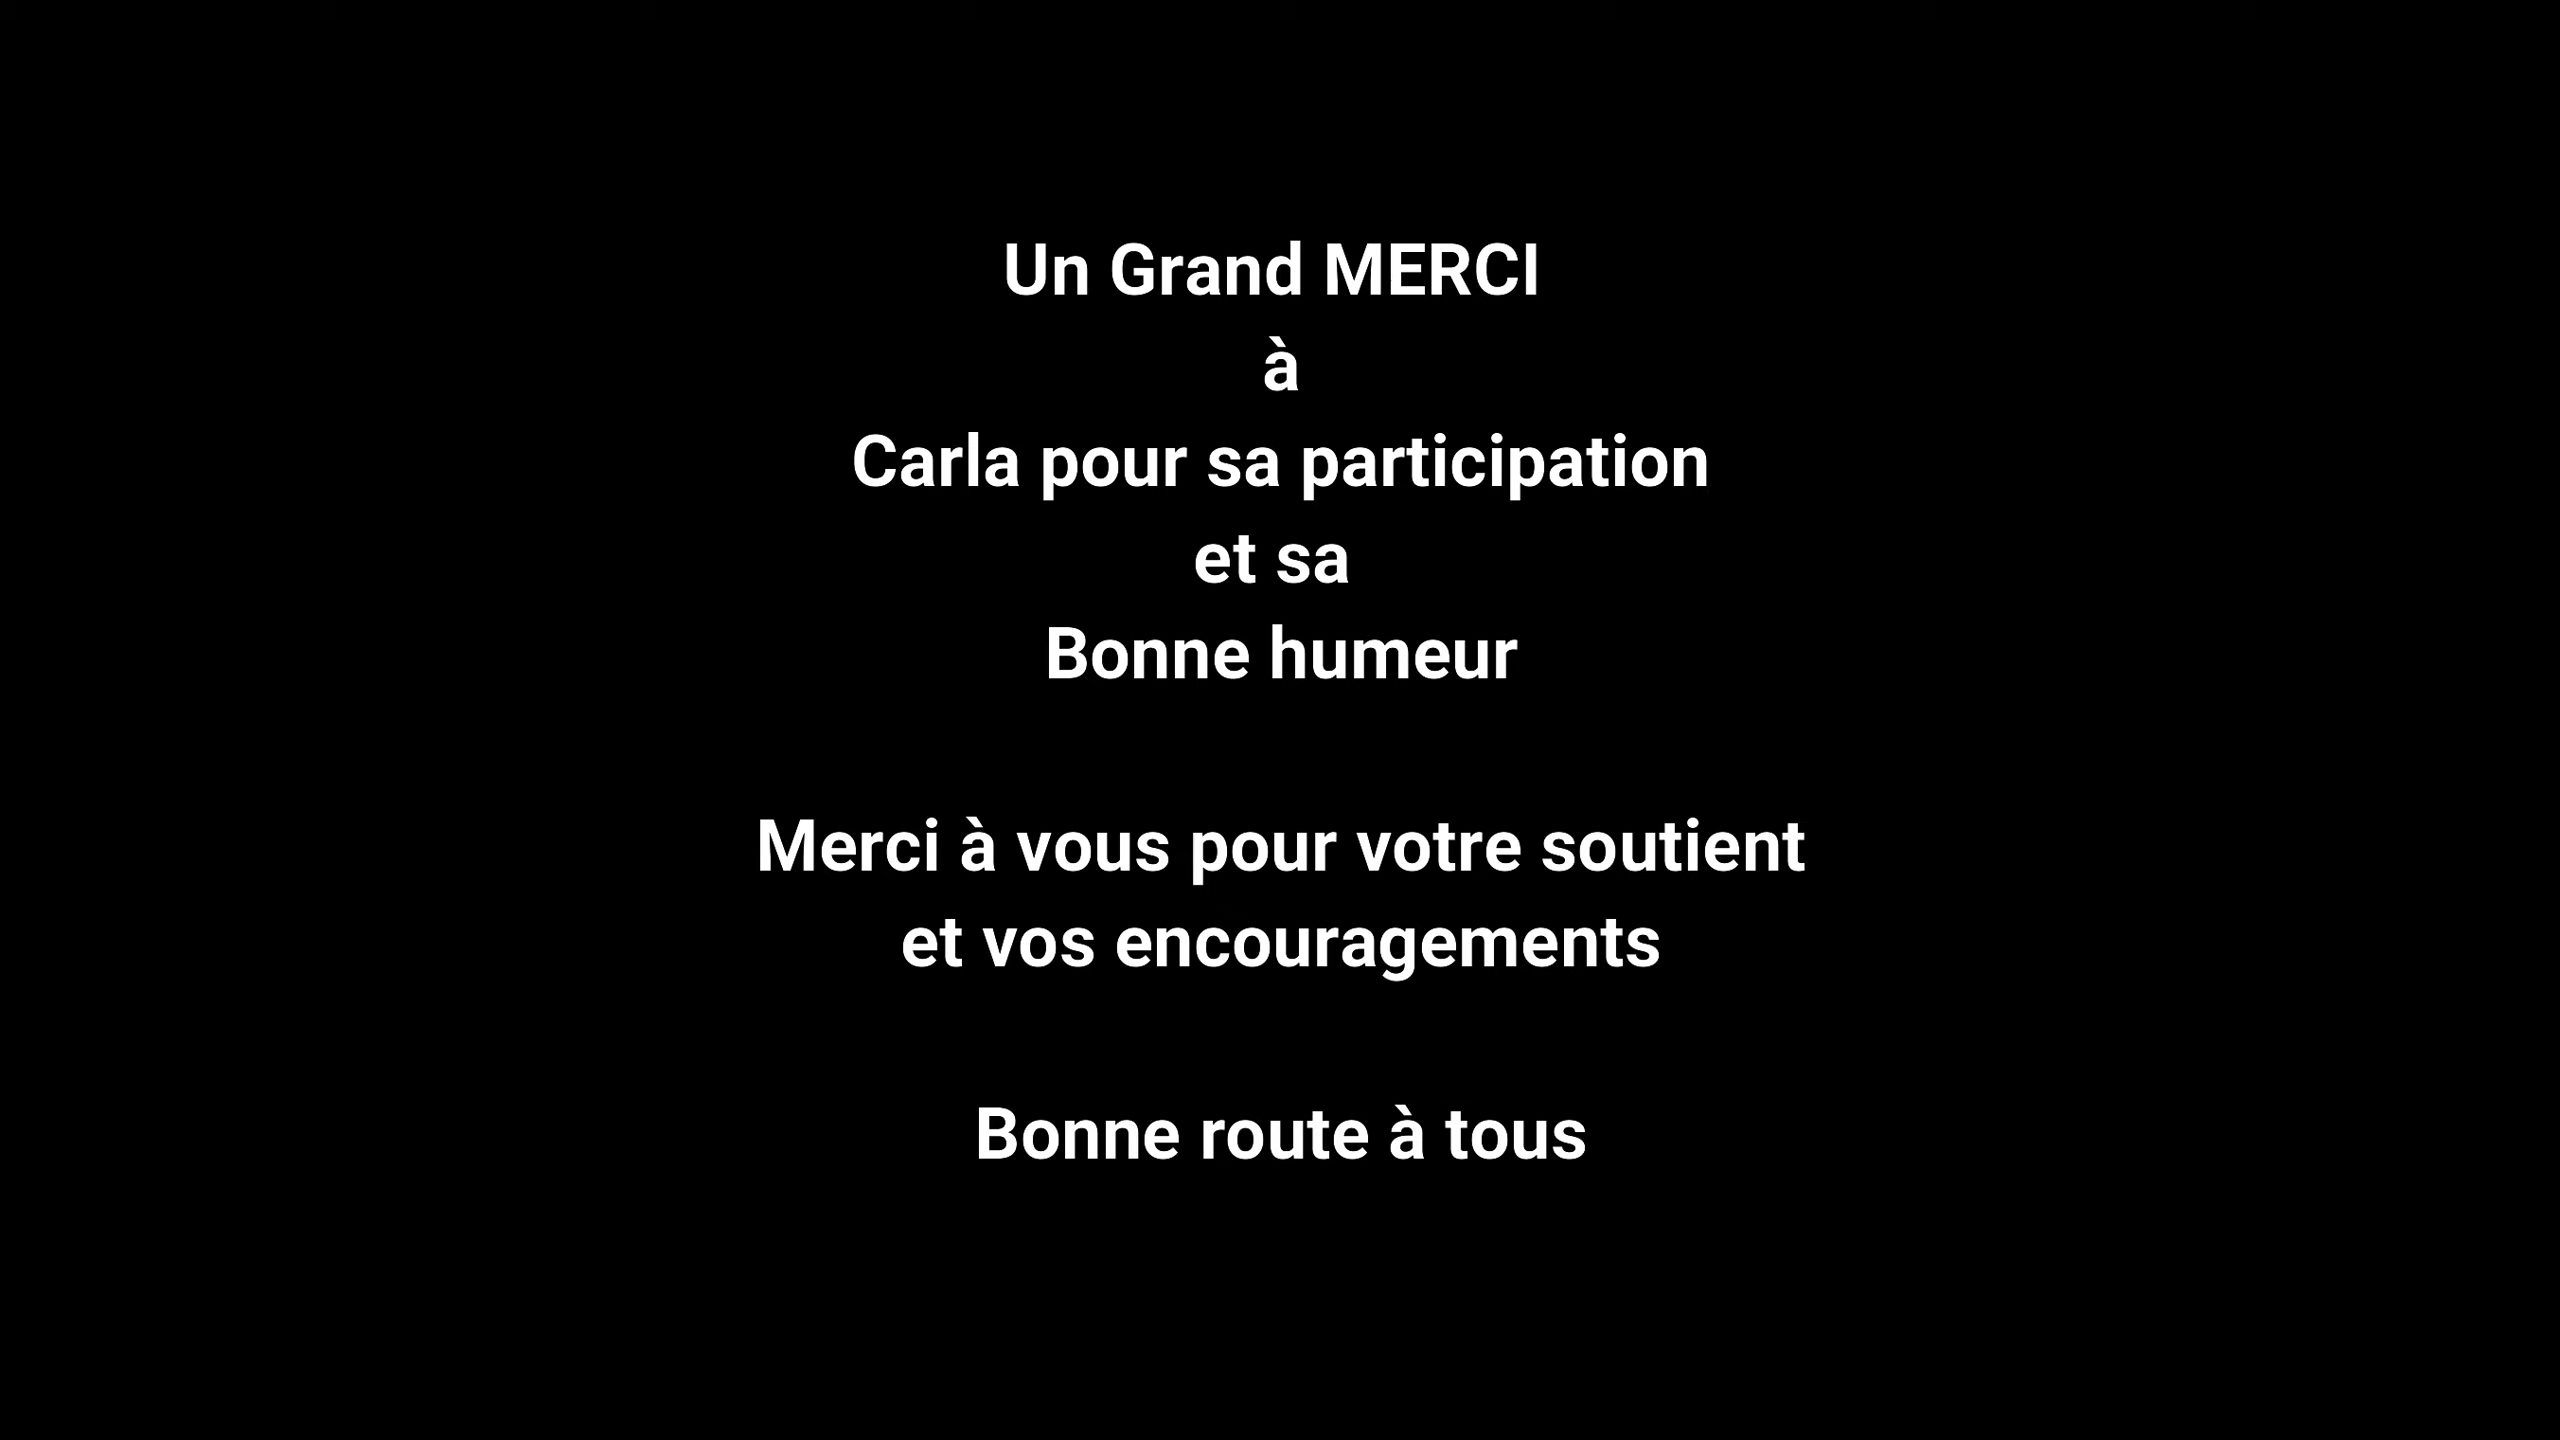 Un Grand MERCI
à
Carla pour sa participation
et sa
Bonne humeur
Merci à vous pour votre soutient
et vos encouragements
Bonne route à tous